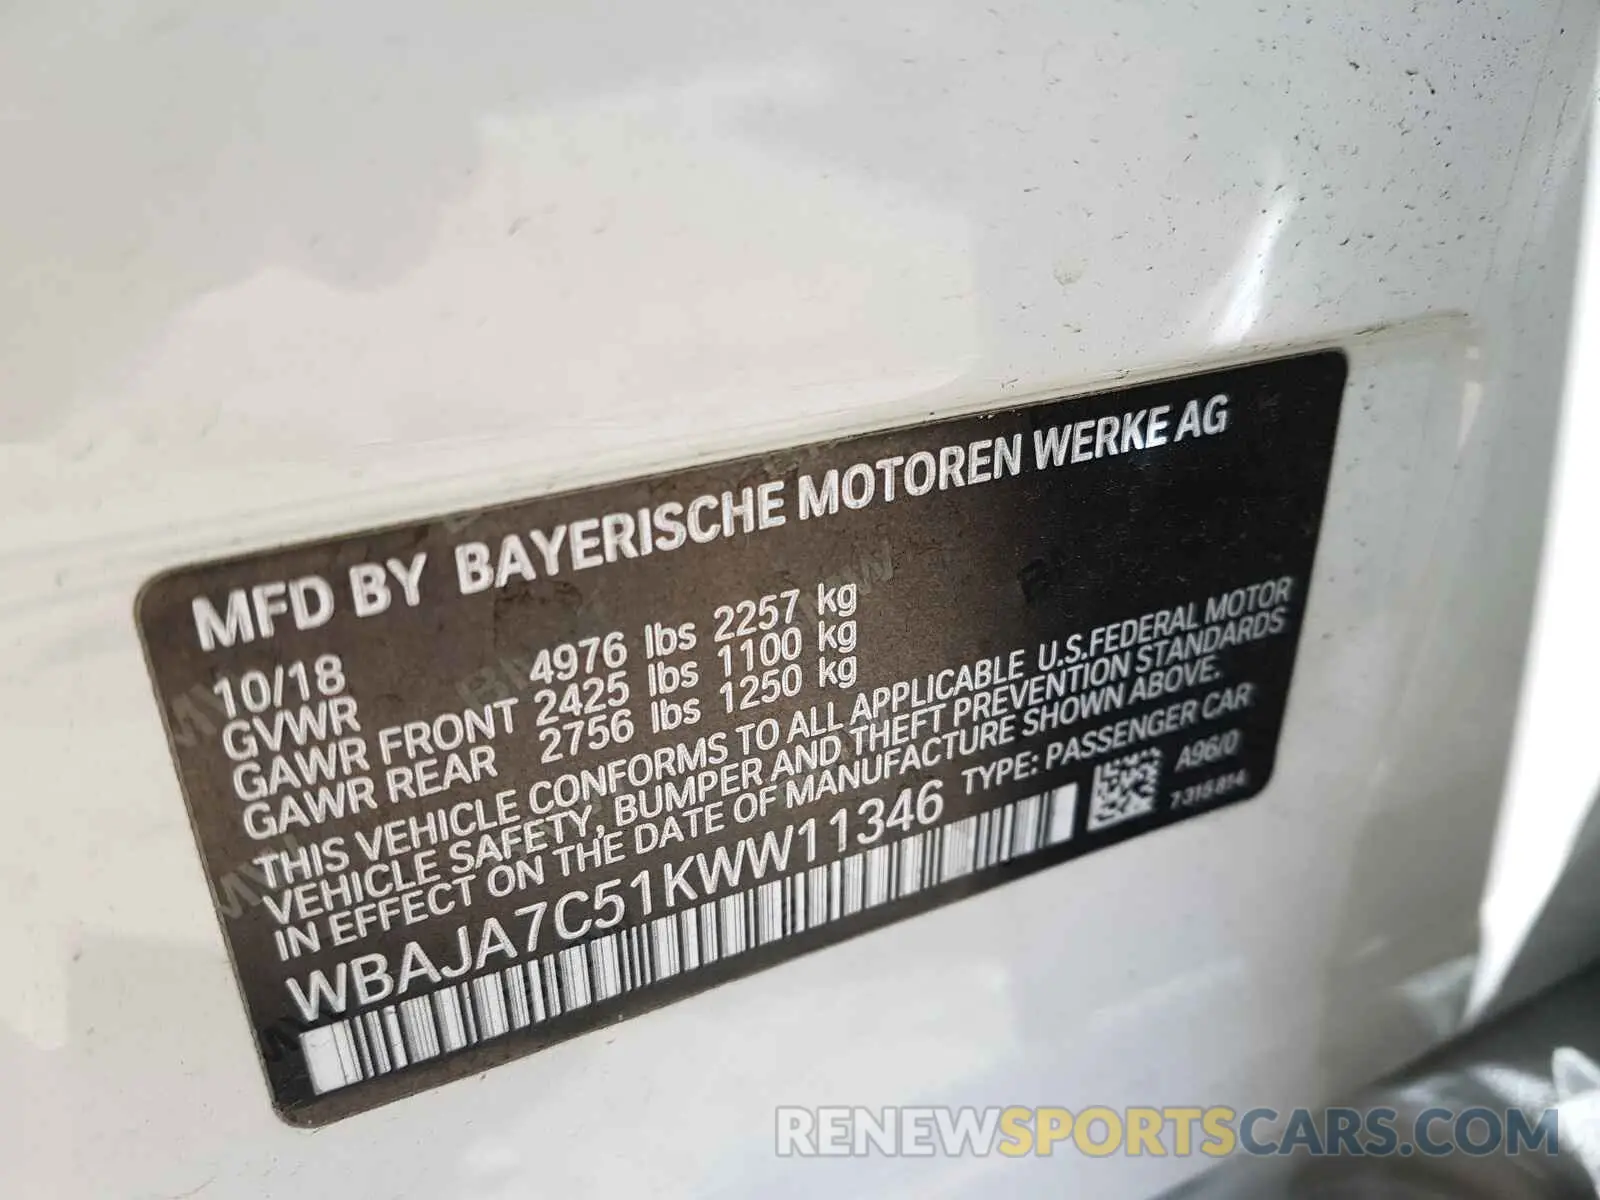 MFD BY BAYERISCHE MOTOREN WERKE AG
10/18
GVWR 4976 lbs 2257 kg
GAWR FRONT 2425 lbs 1100 kg
GAWR REAR 2756 lbs 1250 kg
THIS VEHICLE CONFORMS TO ALL APPLICABLE U.S.FEDERAL MOTOR
VEHICLE SAFETY, BUMPER AND THEFT PREVENTION STANDARDS
IN EFFECT ON THE DATE OF MANUFACTURE SHOWN ABOVE.
WBAJA7C51KWW11346 TYPE: PASSENGER CAR
A96/0
7 315 814
RENEWSPORTSCARS.COM